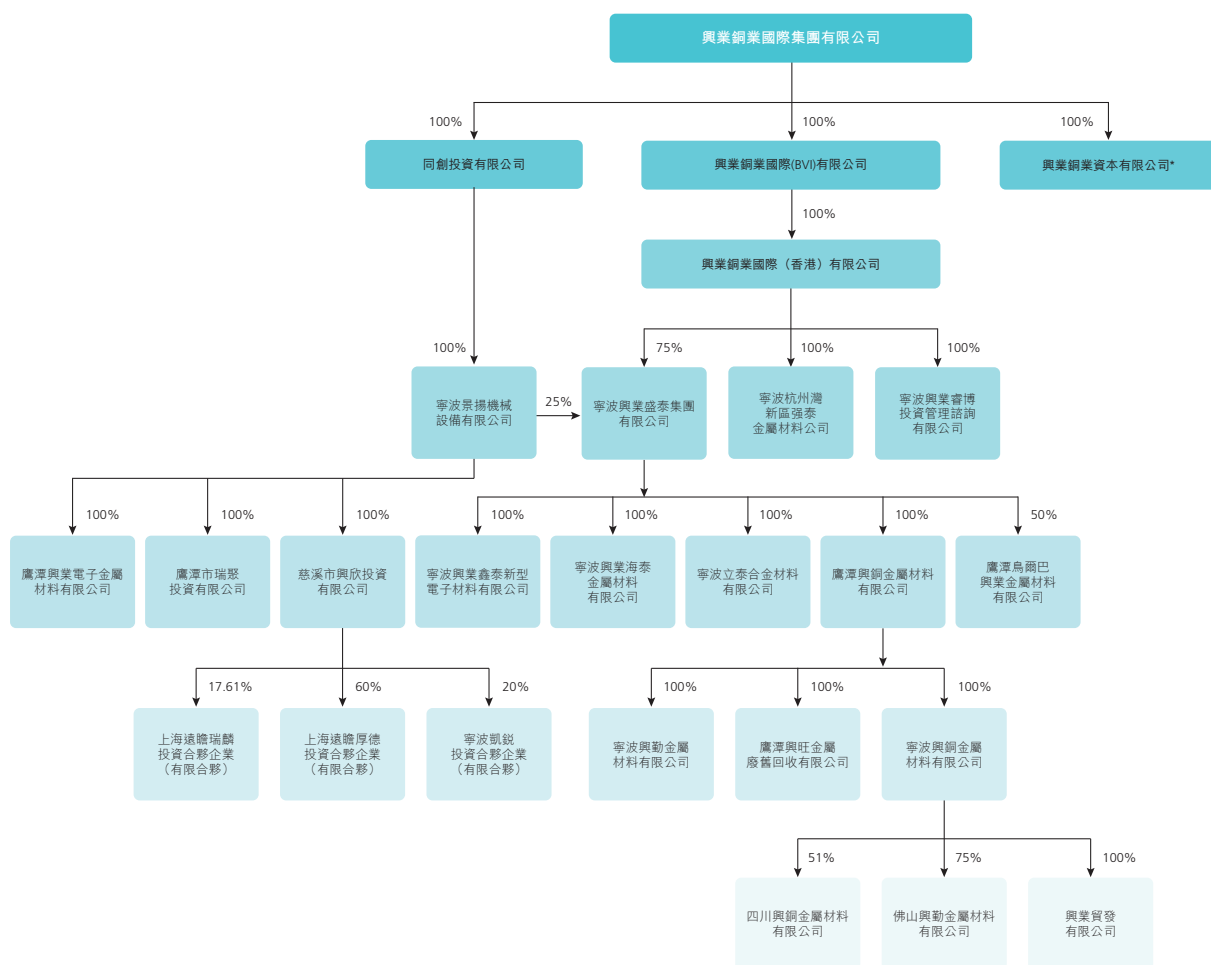 興業銅業國際集團有限公司
100%
100%
100%
同創投資有限公司
興業銅業國際(BVI)有限公司
興業銅業資本有限公司*
100%
興業銅業國際（香港）有限公司
100%
75%
100%
100%
寧波景揚機械
設備有限公司
25%
寧波興業盛泰集團
有限公司
寧波杭州灣
新區强泰
金屬材料公司
寧波興業睿博
投資管理諮詢
有限公司
100%
100%
100%
100%
100%
100%
100%
50%
鷹潭興業電子金屬
材料有限公司
鷹潭市瑞聚
投資有限公司
慈溪市興欣投資
有限公司
寧波興業鑫泰新型
電子材料有限公司
寧波興業海泰
金屬材料
有限公司
寧波立泰合金材料
有限公司
鷹潭興銅金屬材料
有限公司
鷹潭烏爾巴
興業金屬材料
有限公司
17.61%
60%
20%
100%
100%
100%
上海遠瞻瑞麟
投資合夥企業
（有限合夥）
上海遠瞻厚德
投資合夥企業
（有限合夥）
寧波凱鋭
投資合夥企業
（有限合夥）
寧波興勤金屬
材料有限公司
鷹潭興旺金屬
廢舊回收有限公司
寧波興銅金屬
材料有限公司
51%
75%
100%
四川興銅金屬材料
有限公司
佛山興勤金屬材料
有限公司
興業貿發
有限公司